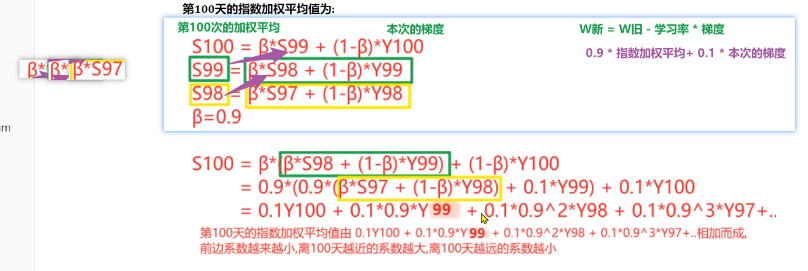 第100天的指数加权平均值为:
第100次的加权平均 本次的梯度 W新 = W旧 - 学习率 * 梯度
S100 = β*S99 + (1-β)*Y100
0.9 * 指数加权平均+ 0.1 * 本次的梯度
S99 = β*S98 + (1-β)*Y99
β* β* β*S97
S98 = β*S97 + (1-β)*Y98
β=0.9
um
S100 = β*(β*S98 + (1-β)*Y99) + (1-β)*Y100
= 0.9*(0.9*(β*S97 + (1-β)*Y98) + 0.1*Y99) + 0.1*Y100
= 0.1Y100 + 0.1*0.9*Y 99 + 0.1*0.9^2*Y98 + 0.1*0.9^3*Y97+..
第100天的指数加权平均值由 0.1Y100 + 0.1*0.9*Y 99 + 0.1*0.9^2*Y98 + 0.1*0.9^3*Y97+..相加而成,
前边系数越来越小,离100天越近的系数越大,离100天越远的系数越小